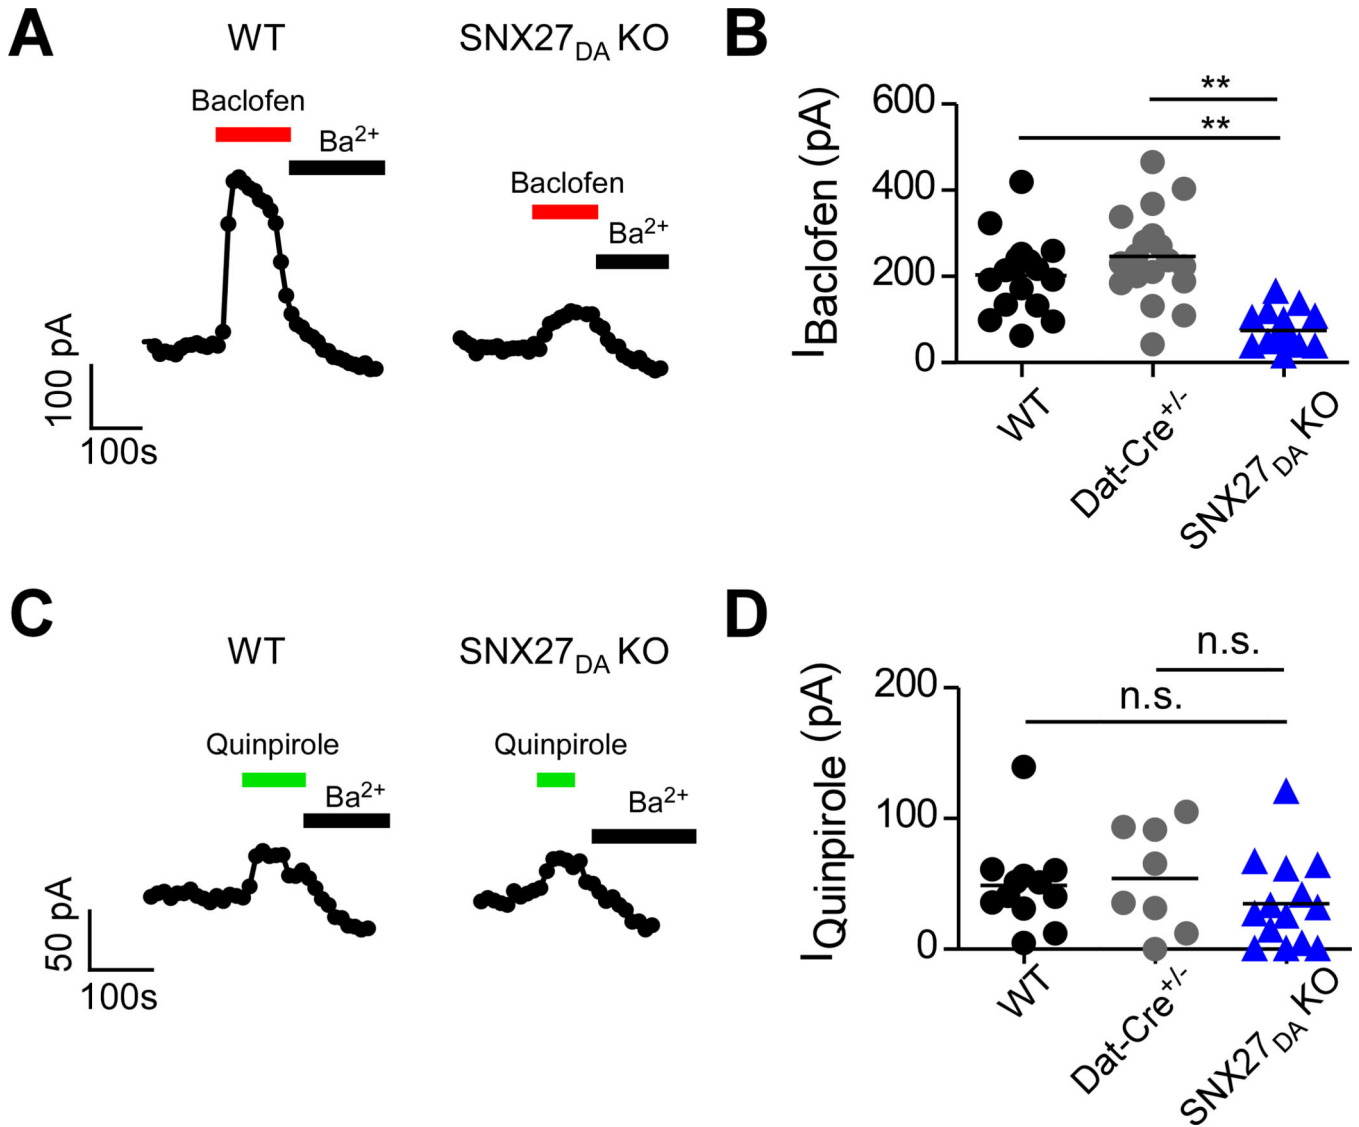 A
WT
SNX27DA KO
Baclofen
Ba2+
Baclofen
Ba2+
100 pA
100s
B
**
**
IBaclofen (pA)
600
400
200
0
WT
Dat-Cre+/-
SNX27DA KO
C
WT
SNX27DA KO
Quinpirole
Ba2+
Quinpirole
Ba2+
50 pA
100s
D
n.s.
n.s.
IQuinpirole (pA)
200
100
0
WT
Dat-Cre+/-
SNX27DA KO